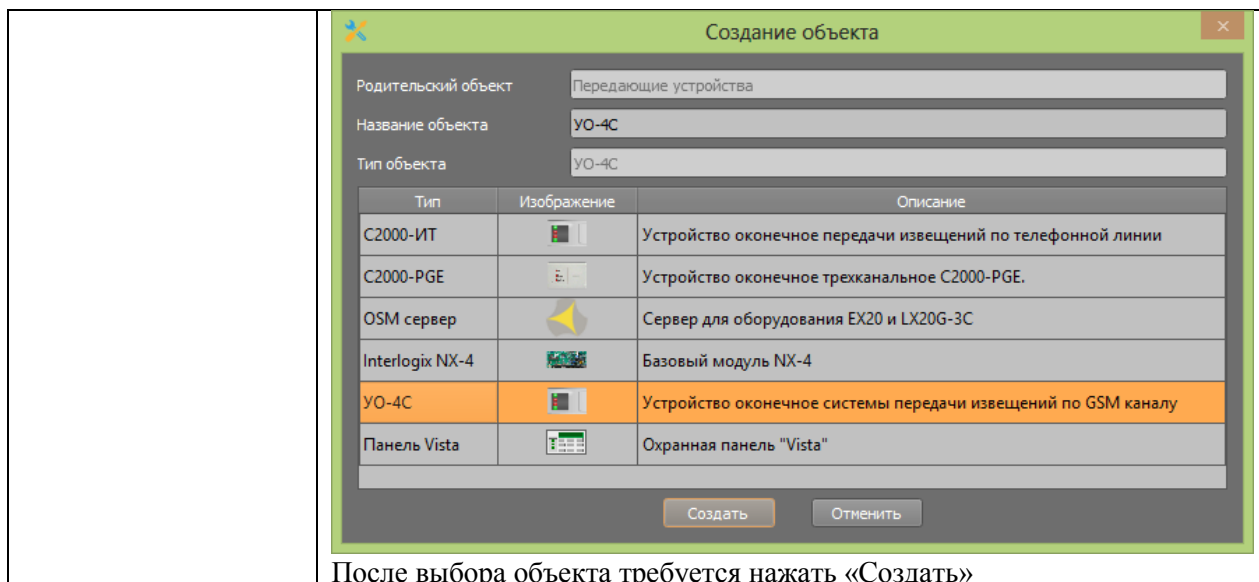 Создание объекта
Родительский объект Передающие устройства
Название объекта УО-4С
Тип объекта УО-4С
Тип Изображение Описание
С2000-ИТ Устройство оконечное передачи извещений по телефонной линии
С2000-PGE Устройство оконечное трехканальное С2000-PGE.
OSM сервер Сервер для оборудования EX20 и LX20G-3C
Interlogix NX-4 Базовый модуль NX-4
УО-4С Устройство оконечное системы передачи извещений по GSM каналу
Панель Vista Охранная панель "Vista"
Создать Отменить
После выбора объекта требуется нажать «Создать»